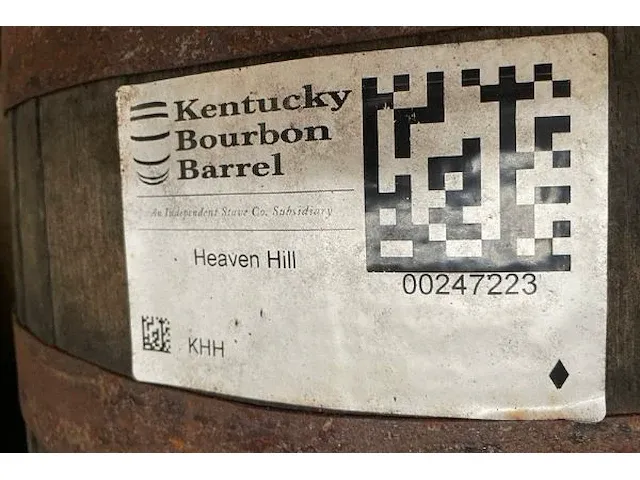 Kentucky
Bourbon
Barrel
An Independent Stave Co. Subsidiary
Heaven Hill
00247223
KHH